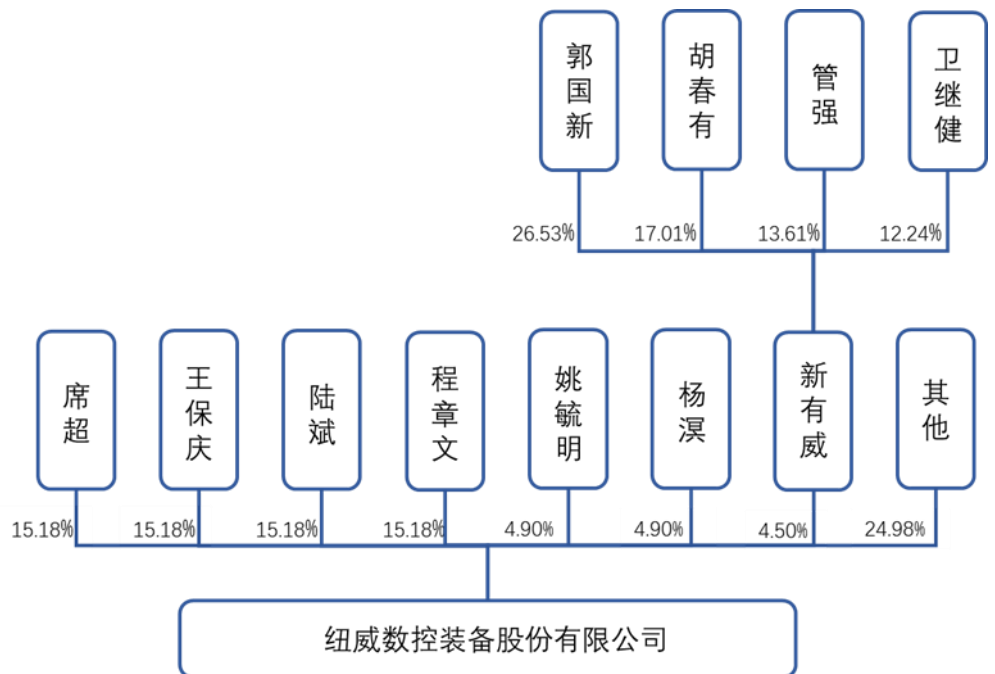 郭国新
胡春有
管强
卫继健
26.53%
17.01%
13.61%
12.24%
席超
王保庆
陆斌
程章文
姚毓明
杨溟
新有威
其他
15.18%
15.18%
15.18%
15.18%
4.90%
4.90%
4.50%
24.98%
纽威数控装备股份有限公司